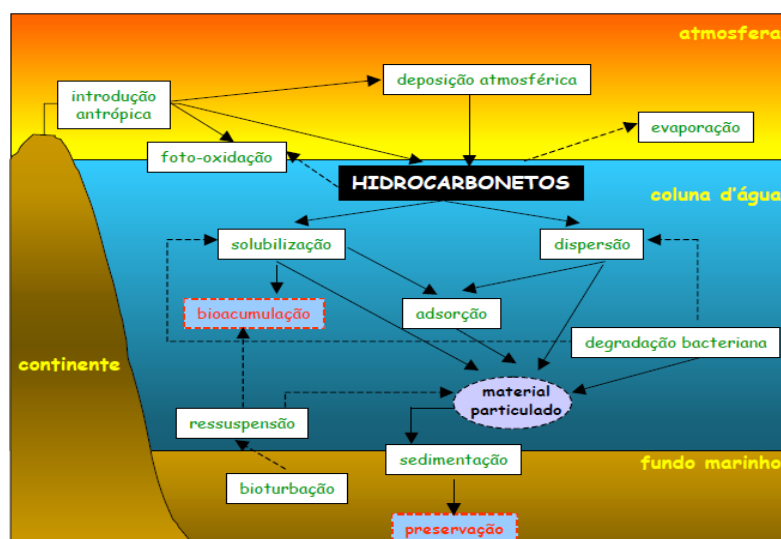 atmosfera
deposição atmosférica
introdução
antrópica
evaporação
foto-oxidação
HIDROCARBONETOS
coluna d'água
solubilização
dispersão
bioacumulação
adsorção
degradação bacteriana
continente
material
particulado
ressuspensão
sedimentação
fundo marinho
bioturbação
preservação